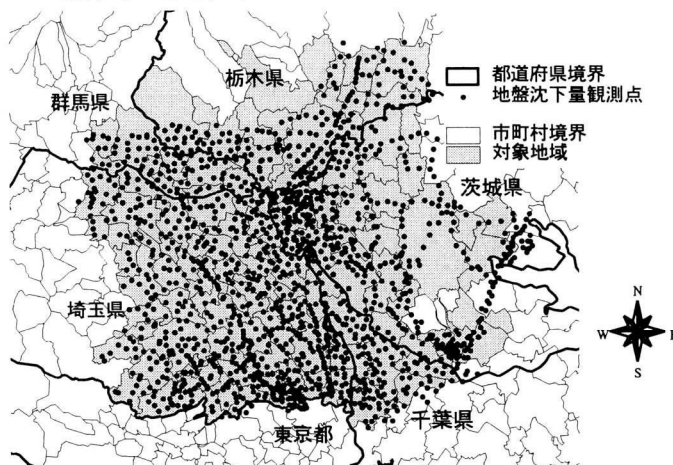 栃木県
群馬県
都道府県境界
地盤沈下量観測点
市町村境界
対象地域
茨城県
埼玉県
N
W
E
S
千葉県
東京都